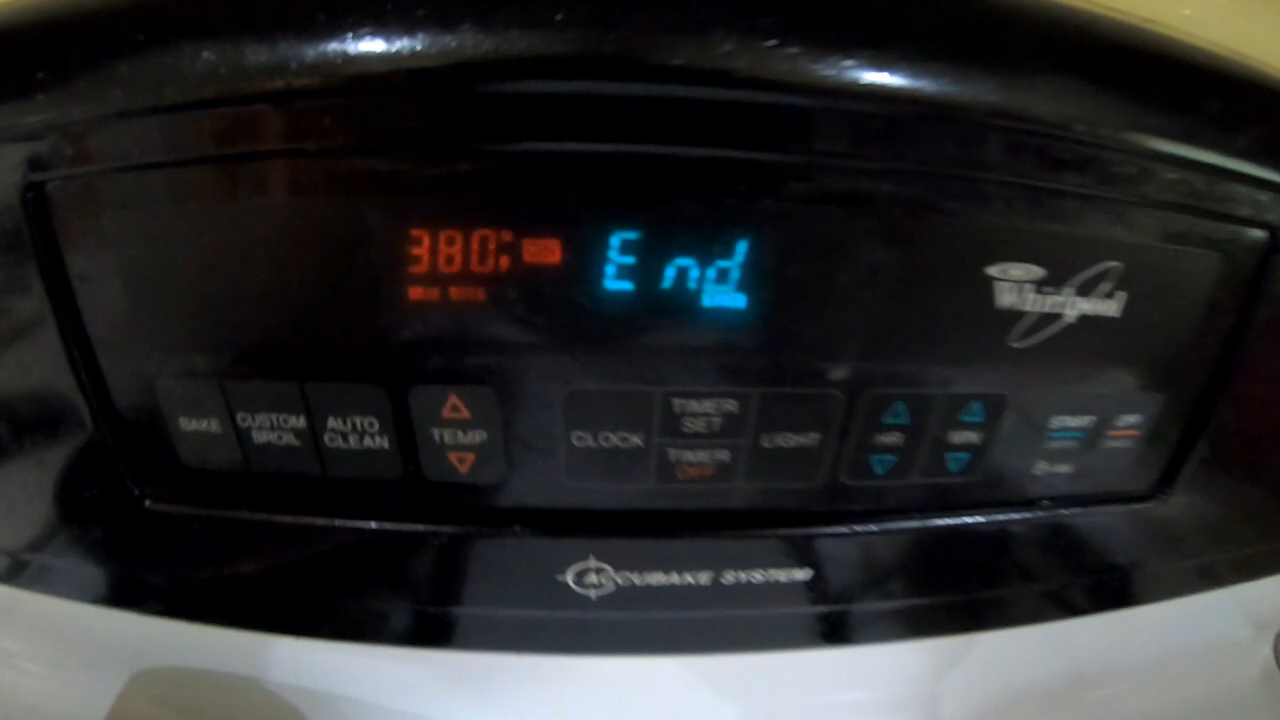 380°F
End
Whirlpool
BAKE
CUSTOM
BROIL
AUTO
CLEAN
TEMP
CLOCK
TIMER
SET
TIMER
OFF
LIGHT
HR
MIN
START
OFF
ACCUBAKE SYSTEM